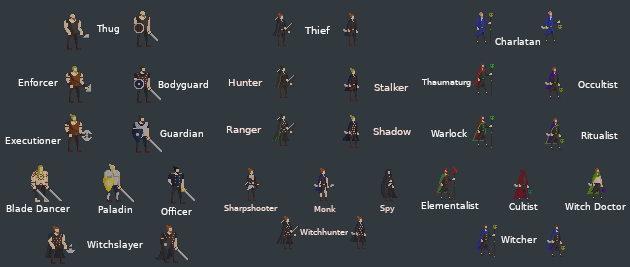 Thug
Thief
Charlatan
Enforcer
Bodyguard
Hunter
Stalker
Thaumaturg
Occultist
Executioner
Guardian
Ranger
Shadow
Warlock
Ritualist
Blade Dancer
Paladin
Officer
Sharpshooter
Monk
Spy
Elementalist
Cultist
Witch Doctor
Witchslayer
Witchhunter
Witcher